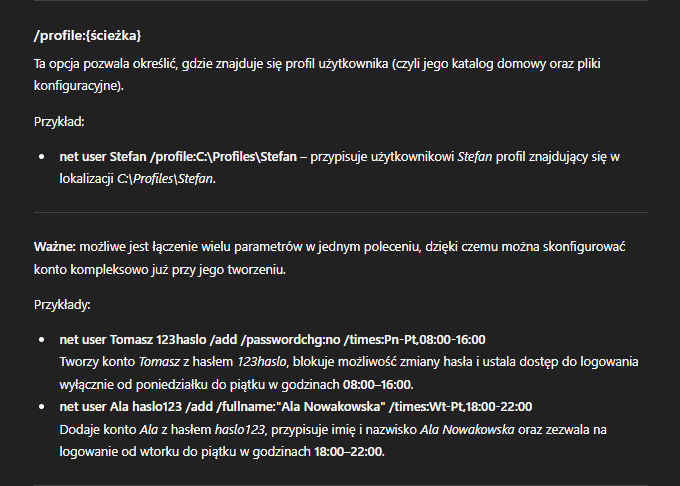 /profile:{ścieżka}
Ta opcja pozwala określić, gdzie znajduje się profil użytkownika (czyli jego katalog domowy oraz pliki
konfiguracyjne).
Przykład:
• net user Stefan /profile:C:\Profiles\Stefan – przypisuje użytkownikowi Stefan profil znajdujący się w
lokalizacji C:\Profiles\Stefan.
Ważne: możliwe jest łączenie wielu parametrów w jednym poleceniu, dzięki czemu można skonfigurować
konto kompleksowo już przy jego tworzeniu.
Przykłady:
• net user Tomasz 123haslo /add /passwordchg:no /times:Pn-Pt,08:00-16:00
Tworzy konto Tomasz z hasłem 123haslo, blokuje możliwość zmiany hasła i ustala dostęp do logowania
wyłącznie od poniedziałku do piątku w godzinach 08:00–16:00.
• net user Ala haslo123 /add /fullname:"Ala Nowakowska" /times:Wt-Pt,18:00-22:00
Dodaje konto Ala z hasłem haslo123, przypisuje imię i nazwisko Ala Nowakowska oraz zezwala na
logowanie od wtorku do piątku w godzinach 18:00–22:00.